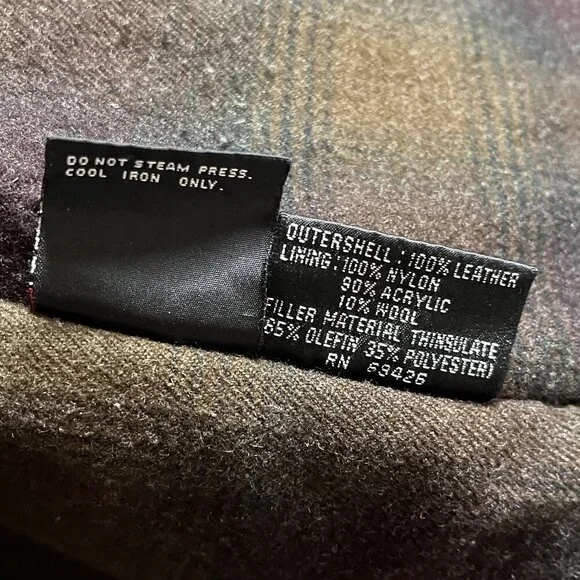 DO NOT STEAM PRESS.
COOL IRON ONLY.
OUTERSHELL: 100% LEATHER
LINING: 100% NYLON
90% ACRYLIC
10% WOOL
FILLER MATERIAL THINSULATE
65% OLEFIN 35% POLYESTER)
RN 69426